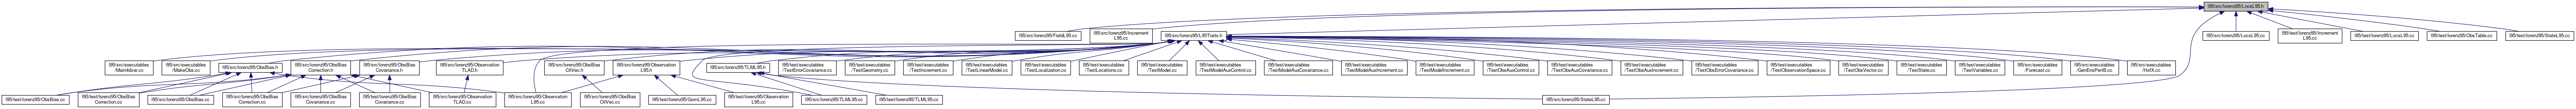 l95/src/lorenz95/LocsL95.h
l95/src/lorenz95/FieldL95.cc
l95/src/lorenz95/Increment
L95.cc
l95/src/lorenz95/L95Traits.h
l95/src/lorenz95/LocsL95.cc
l95/test/lorenz95/Increment
L95.cc
l95/test/lorenz95/LocsL95.cc
l95/src/lorenz95/ObsTable.cc
l95/test/lorenz95/StateL95.cc
l95/src/executables
/Main4dvar.cc
l95/src/executables
/MakeObs.cc
l95/src/lorenz95/ObsBias.h
l95/src/lorenz95/ObsBias
Correction.h
l95/src/lorenz95/ObsBias
Covariance.h
l95/src/lorenz95/Observation
TLAD.h
l95/src/lorenz95/ObsBias
CtlVec.h
l95/src/lorenz95/Observation
L95.h
l95/src/lorenz95/TLML95.h
l95/test/executables
/TestErrorCovariance.cc
l95/test/executables
/TestGeometry.cc
l95/test/executables
/TestIncrement.cc
l95/test/executables
/TestLinearModel.cc
l95/test/executables
/TestLocalization.cc
l95/test/executables
/TestLocations.cc
l95/test/executables
/TestModel.cc
l95/test/executables
/TestModelAuxControl.cc
l95/test/executables
/TestModelAuxCovariance.cc
l95/test/executables
/TestModelAuxIncrement.cc
l95/test/executables
/TestModelIncrement.cc
l95/test/executables
/TestObsAuxControl.cc
l95/test/executables
/TestObsAuxCovariance.cc
l95/test/executables
/TestObsAuxIncrement.cc
l95/test/executables
/TestObsErrorCovariance.cc
l95/test/executables
/TestObservationSpace.cc
l95/test/executables
/TestObsVector.cc
l95/test/executables
/TestState.cc
l95/test/executables
/TestVariables.cc
l95/src/executables
/Forecast.cc
l95/src/executables
/GenEnsPertB.cc
l95/src/executables
/HofX.cc
l95/test/lorenz95/ObsBias.cc
l95/test/lorenz95/ObsBias
Correction.cc
l95/src/lorenz95/ObsBias.cc
l95/src/lorenz95/ObsBias
Correction.cc
l95/src/lorenz95/ObsBias
Covariance.cc
l95/test/lorenz95/ObsBias
Covariance.cc
l95/src/lorenz95/Observation
TLAD.cc
l95/src/lorenz95/Observation
L95.cc
l95/src/lorenz95/ObsBias
CtlVec.cc
l95/test/lorenz95/GomL95.cc
l95/test/lorenz95/Observation
L95.cc
l95/src/lorenz95/TLML95.cc
l95/test/lorenz95/TLML95.cc
l95/src/lorenz95/StateL95.cc